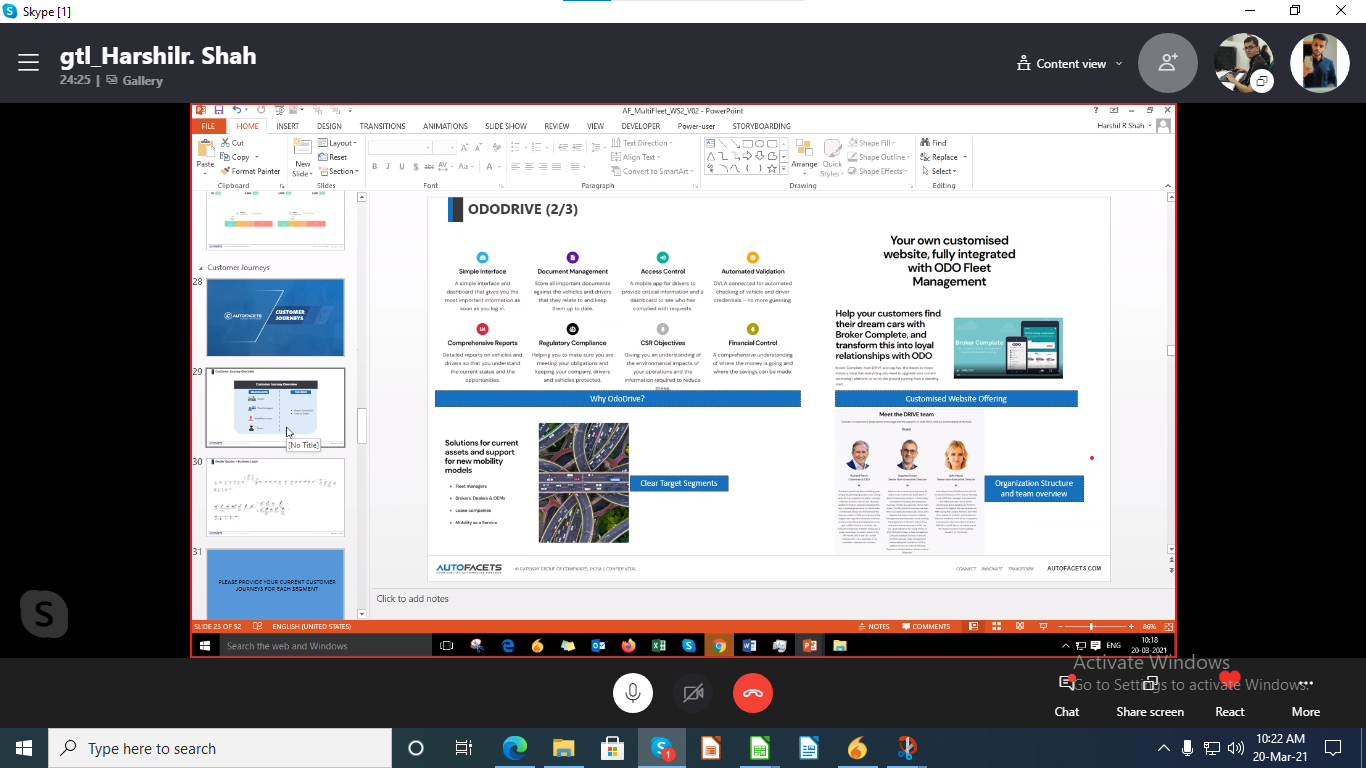 Skype [1]
gtl_Harshilr. Shah
24:25 | Gallery
Content view
AF_MultiFleet_WS2_V02 - PowerPoint
FILE HOME INSERT DESIGN TRANSITIONS ANIMATIONS SLIDE SHOW REVIEW VIEW DEVELOPER Power-user STORYBOARDING
Harshil R Shah
Paste
Cut
Copy
Format Painter
Clipboard
New
Slide
Layout
Reset
Section
Slides
Font
Text Direction
Align Text
Convert to SmartArt
Paragraph
Arrange
Quick
Styles
Shape Fill
Shape Outline
Shape Effects
Drawing
Find
Replace
Select
Editing
Customer Journeys
28
AUTOFACETS
CUSTOMER
JOURNEYS
29
Customer Journey Overview
[No Title]
30
31
PLEASE PROVIDE YOUR CURRENT CUSTOMER
JOURNEYS FOR EACH SEGMENT
ODODRIVE (2/3)
Simple Interface
A simple interface and
dashboard that gives you the
most important information as
soon as you log in.
Document Management
Store all important documents
against the vehicles and drivers
that they relate to and keep
them up to date.
Access Control
A mobile app for drivers to
provide critical information and a
dashboard to see who has
complied with requests.
Automated Validation
DVLA connected for automated
checking of vehicle and driver
credentials – no more guessing.
Comprehensive Reports
Detailed reports on vehicles and
drivers so that you understand
the current status and the
opportunities.
Regulatory Compliance
Helping you to make sure you are
meeting your obligations and
keeping your company, drivers
and vehicles protected.
CSR Objectives
Giving you an understanding of
the environmental impacts of
your operations and the
information required to reduce
these.
Financial Control
A comprehensive understanding
of where the money is going and
where the savings can be made.
Why OdoDrive?
Your own customised
website, fully integrated
with ODO Fleet
Management
Help your customers find
their dream cars with
Broker Complete, and
transform this into loyal
relationships with ODO
Broker Complete
Customised Website Offering
Solutions for current
assets and support
for new mobility
models
Fleet managers
Brokers, Dealers & OEMs
Lease companies
Mobility as a Service
Clear Target Segments
Meet the DRIVE team
Organization Structure
and team overview
AUTOFACETS
© GATEWAY GROUP OF COMPANIES, INDIA | CONFIDENTIAL
CONNECT INNOVATE TRANSFORM AUTOFACETS.COM
Click to add notes
SLIDE 23 OF 52 ENGLISH (UNITED STATES)
NOTES COMMENTS 86%
Search the web and Windows
ENG
10:18
20-03-2021
Activate Windows
Go to Settings to activate Windows.
Chat
Share screen
React
More
Type here to search
1
10:22 AM
20-Mar-21